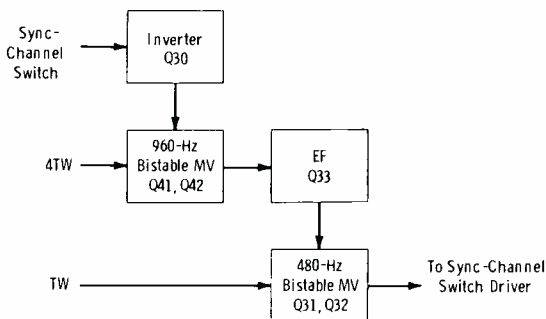 Sync-
Channel
Switch
Inverter
Q30
4TW
960-Hz
Bistable MV
Q41, Q42
EF
Q33
TW
480-Hz
Bistable MV
Q31, Q32
To Sync-Channel
Switch Driver